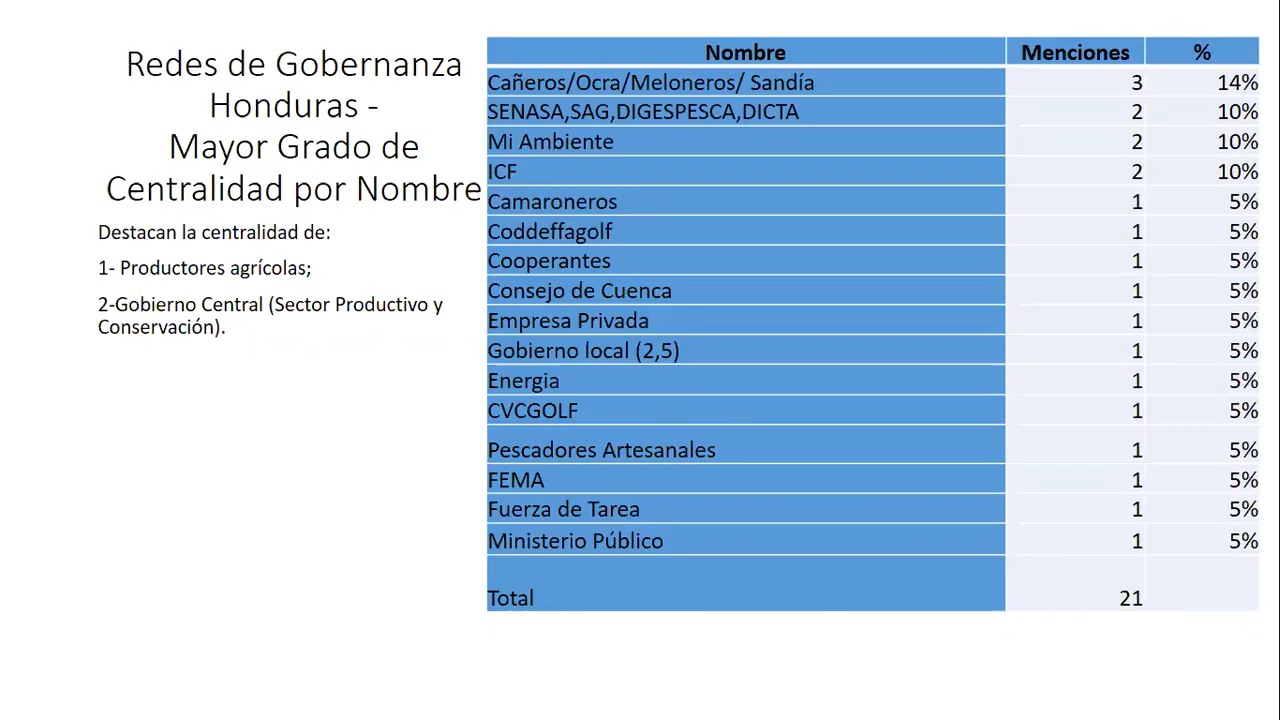 Redes de Gobernanza
Honduras -
Mayor Grado de
Centralidad por Nombre
Destacan la centralidad de:
1- Productores agrícolas;
2-Gobierno Central (Sector Productivo y
Conservación).
Nombre Menciones %
Cañeros/Ocra/Meloneros/ Sandía 3 14%
SENASA,SAG,DIGESPESCA,DICTA 2 10%
Mi Ambiente 2 10%
ICF 2 10%
Camaroneros 1 5%
Coddeffagolf 1 5%
Cooperantes 1 5%
Consejo de Cuenca 1 5%
Empresa Privada 1 5%
Gobierno local (2,5) 1 5%
Energia 1 5%
CVCGOLF 1 5%
Pescadores Artesanales 1 5%
FEMA 1 5%
Fuerza de Tarea 1 5%
Ministerio Público 1 5%
Total 21